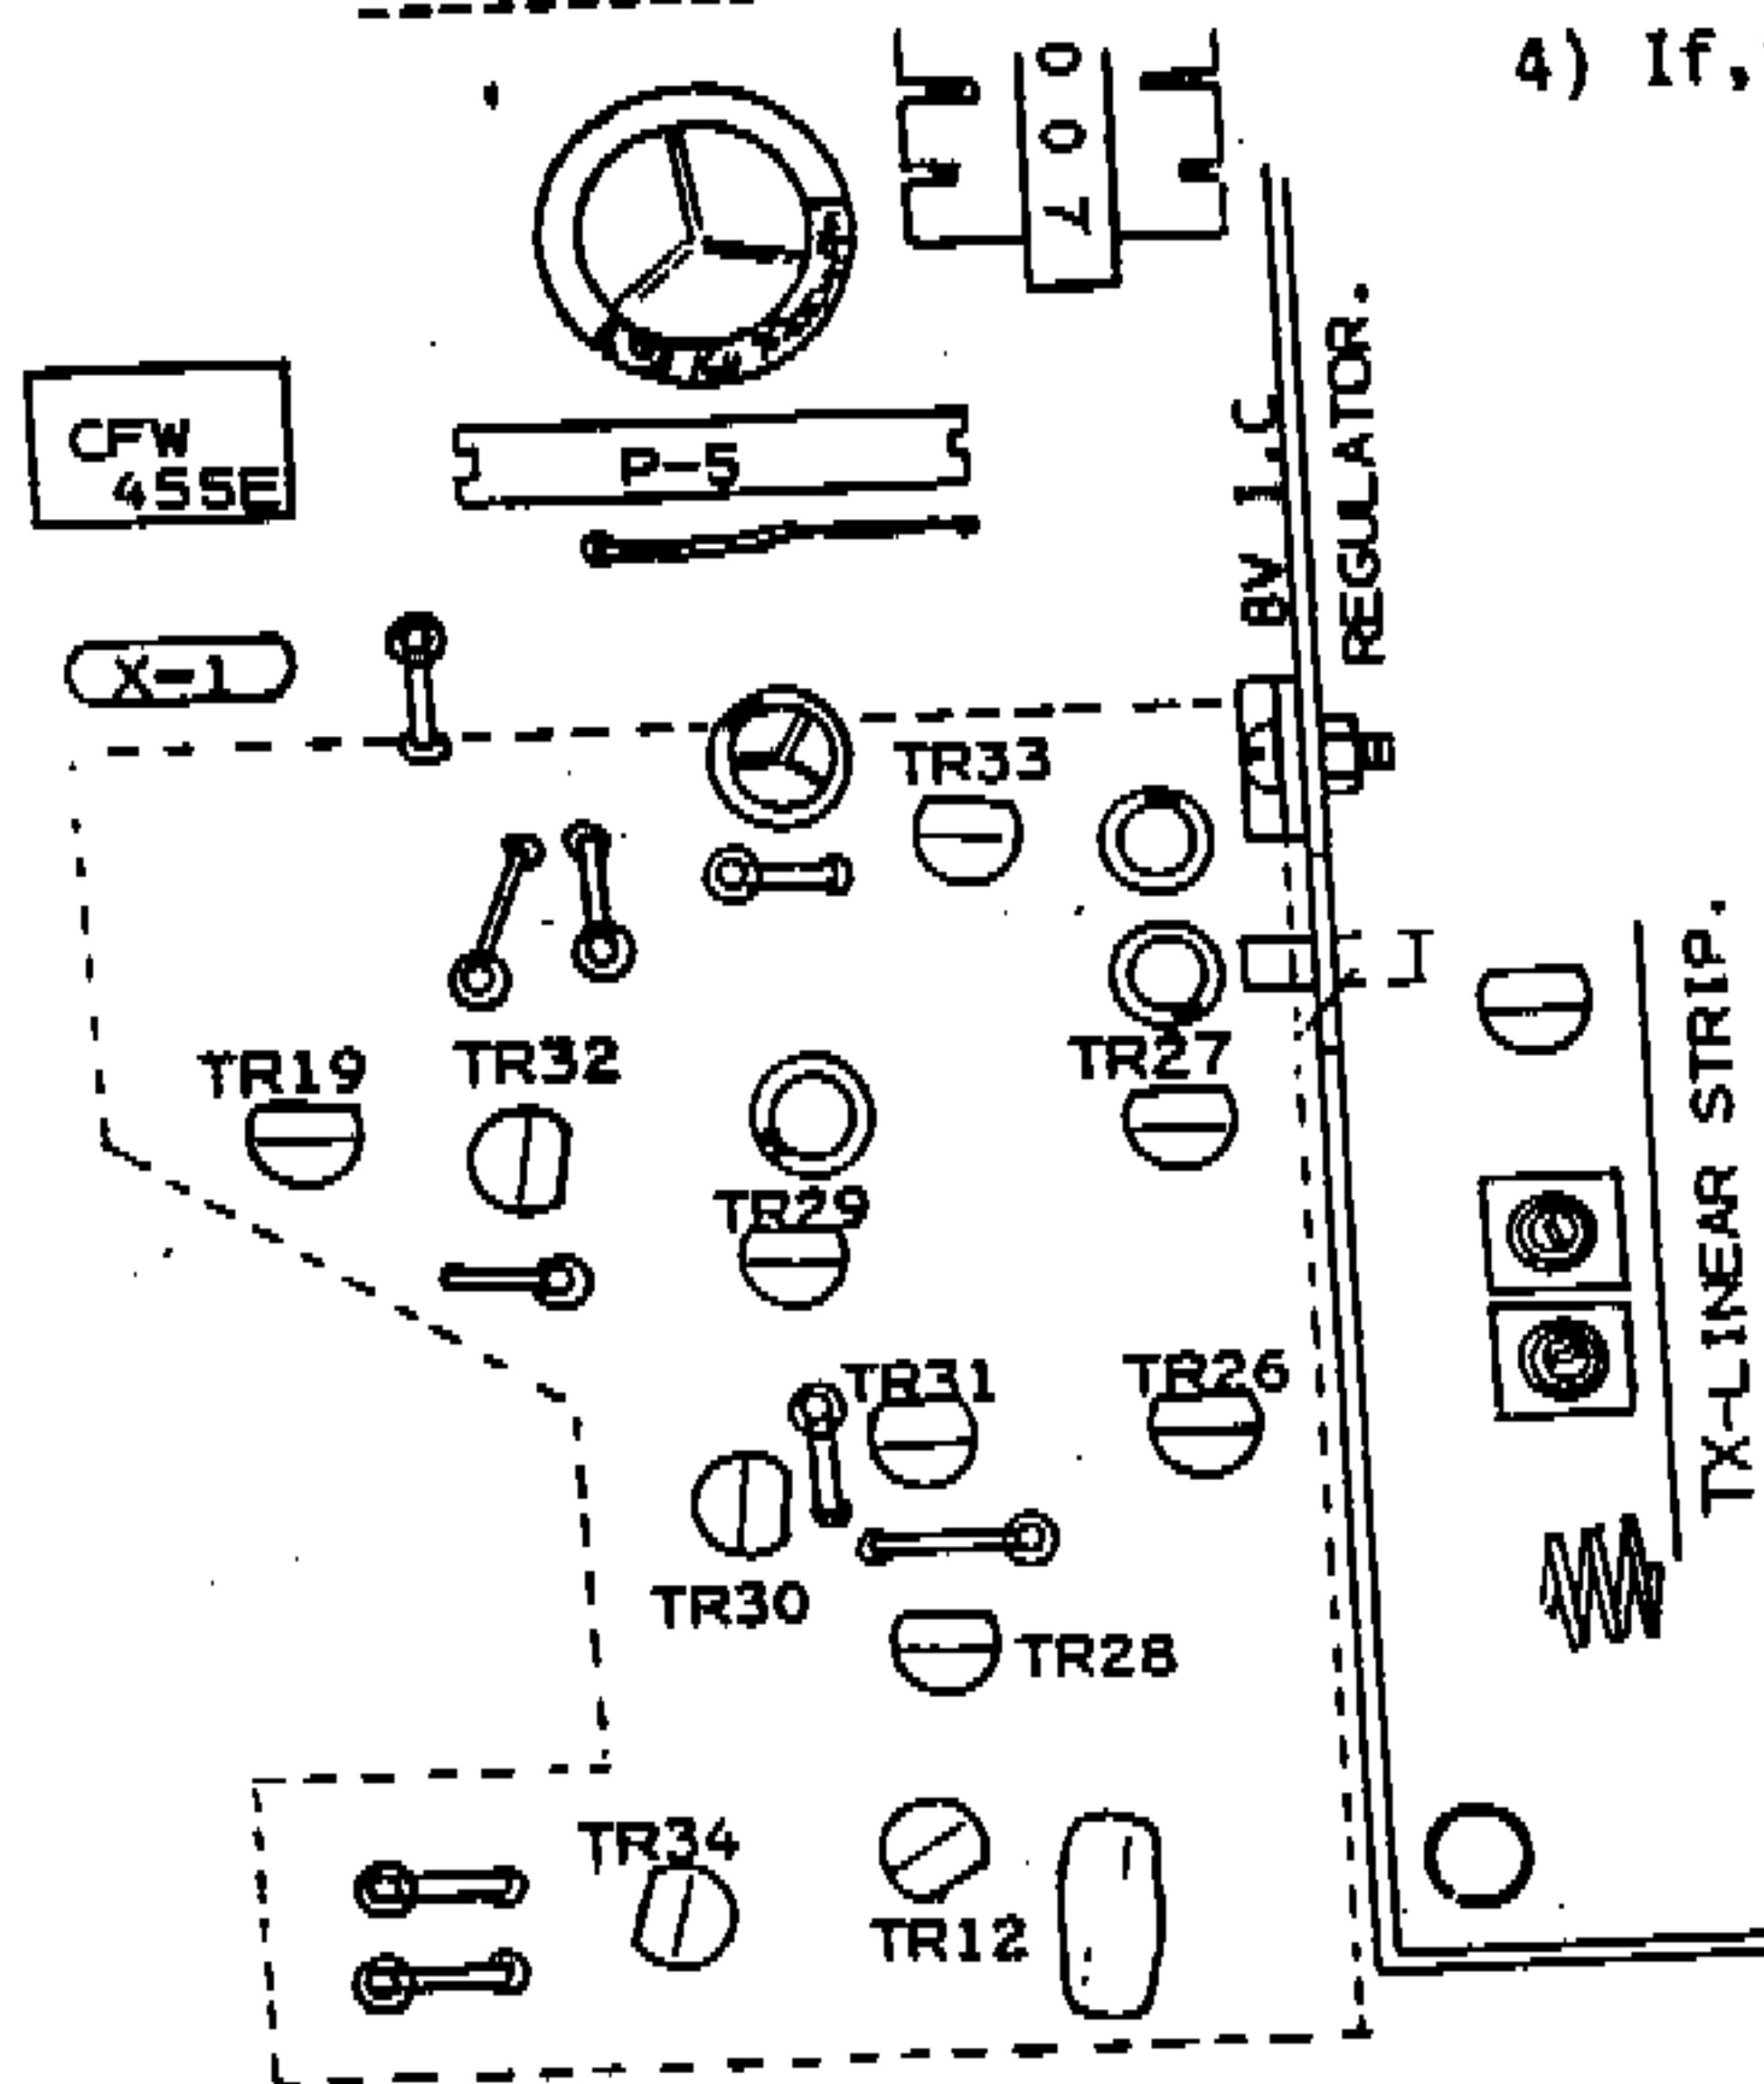 4) If,
CFW
455E
P-5
8V I.C
REGULATOR.
X-1
TR33
TR19
TR32
TR27
TR29
TR31
TR26
TR30
TR28
TR34
TR12
TX-LINEAR STRIP.